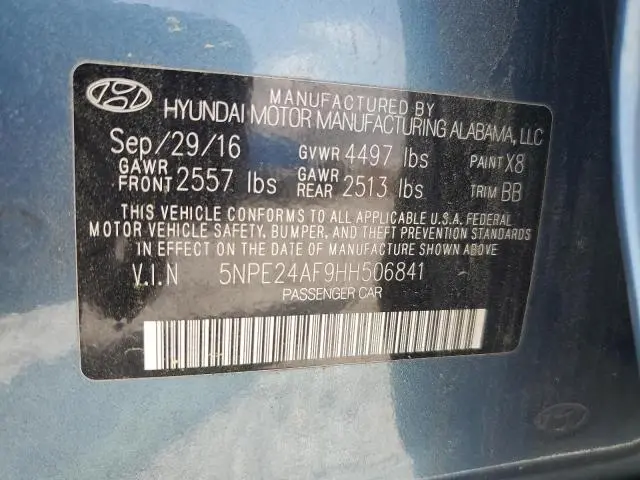 MANUFACTURED BY
HYUNDAI MOTOR MANUFACTURING ALABAMA, LLC
Sep/29/16 GVWR 4497 lbs PAINT X8
GAWR FRONT 2557 lbs GAWR REAR 2513 lbs TRIM BB
THIS VEHICLE CONFORMS TO ALL APPLICABLE U.S.A. FEDERAL
MOTOR VEHICLE SAFETY, BUMPER, AND THEFT PREVENTION STANDARDS
IN EFFECT ON THE DATE OF MANUFACTURE SHOWN ABOVE
V.I.N 5NPE24AF9HH506841
PASSENGER CAR